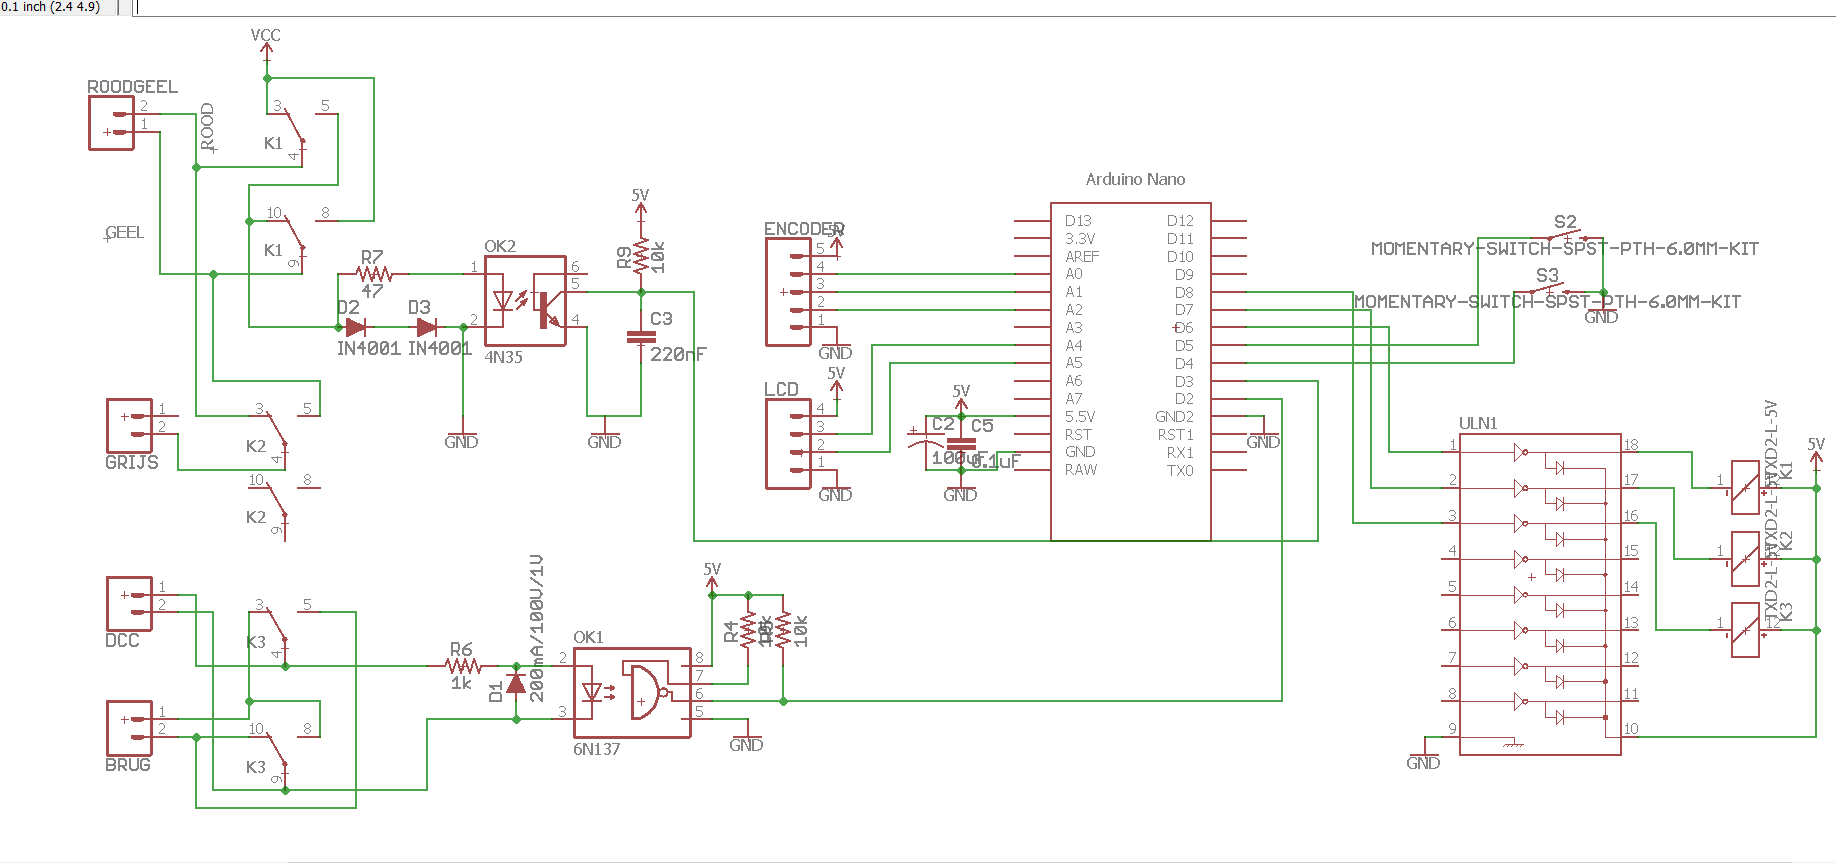 0.1 inch (2.4 4.9)
VCC
ROODGEEL
2
1
ROOD
3
5
K1
4
GEEL
10
8
K1
9
R7
47
D2
D3
IN4001
IN4001
OK2
1
2
6
5
4
4N35
5V
R9
10k
C3
220nF
GND
GND
ENCODER
5V
5
4
3
2
1
GND
LCD
5V
4
3
2
1
GND
5V
C2
C5
100uF
0.1uF
GND
Arduino Nano
D13
3.3V
AREF
A0
A1
A2
A3
A4
A5
A6
A7
5.5V
RST
GND
RAW
D12
D11
D10
D9
D8
D7
D6
D5
D4
D3
D2
GND2
RST1
RX1
TX0
GND
S2
MOMENTARY-SWITCH-SPST-PTH-6.0MM-KIT
S3
MOMENTARY-SWITCH-SPST-PTH-6.0MM-KIT
GND
GRIJS
1
2
3
5
K2
4
10
8
K2
9
DCC
1
2
3
5
K3
4
BRUG
1
2
10
8
K3
9
R6
1k
D1
200mA/100V/1V
OK1
2
3
8
7
6
5
6N137
5V
R4
10k
GND
ULN1
1
2
3
4
5
6
7
8
9
18
17
16
15
14
13
12
11
10
GND
1
TXD2-L-5V
K1
1
TXD2-L-5V
K2
1
12
TXD2-L-5V
K3
5V